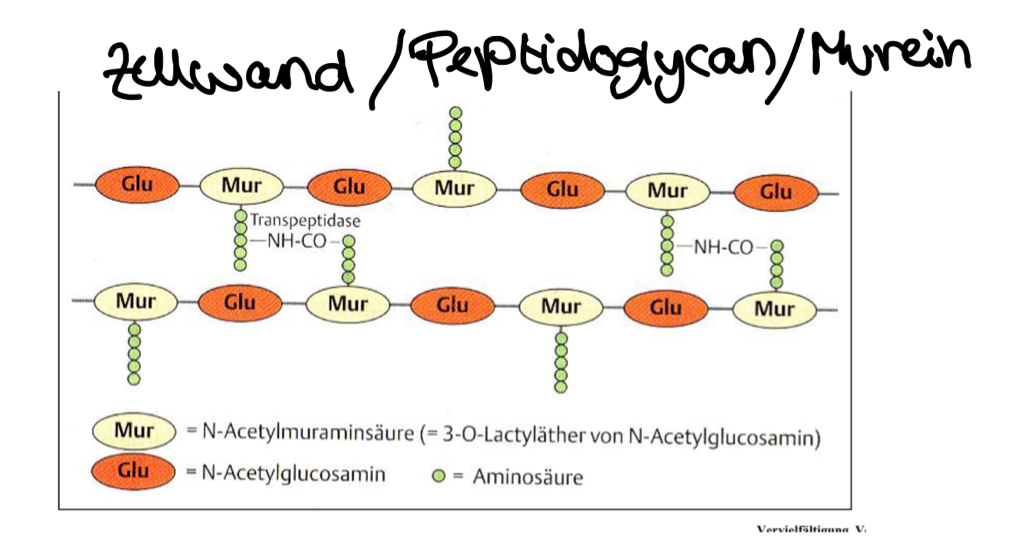 Zellwand / Peptidoglycan / Murein
Glu Mur Glu Mur Glu Mur Glu
Transpeptidase
NH-CO NH-CO
Mur Glu Mur Glu Mur Glu Mur
Mur = N-Acetylmuraminsäure (= 3-O-Lactyläther von N-Acetylglucosamin)
Glu = N-Acetylglucosamin = Aminosäure